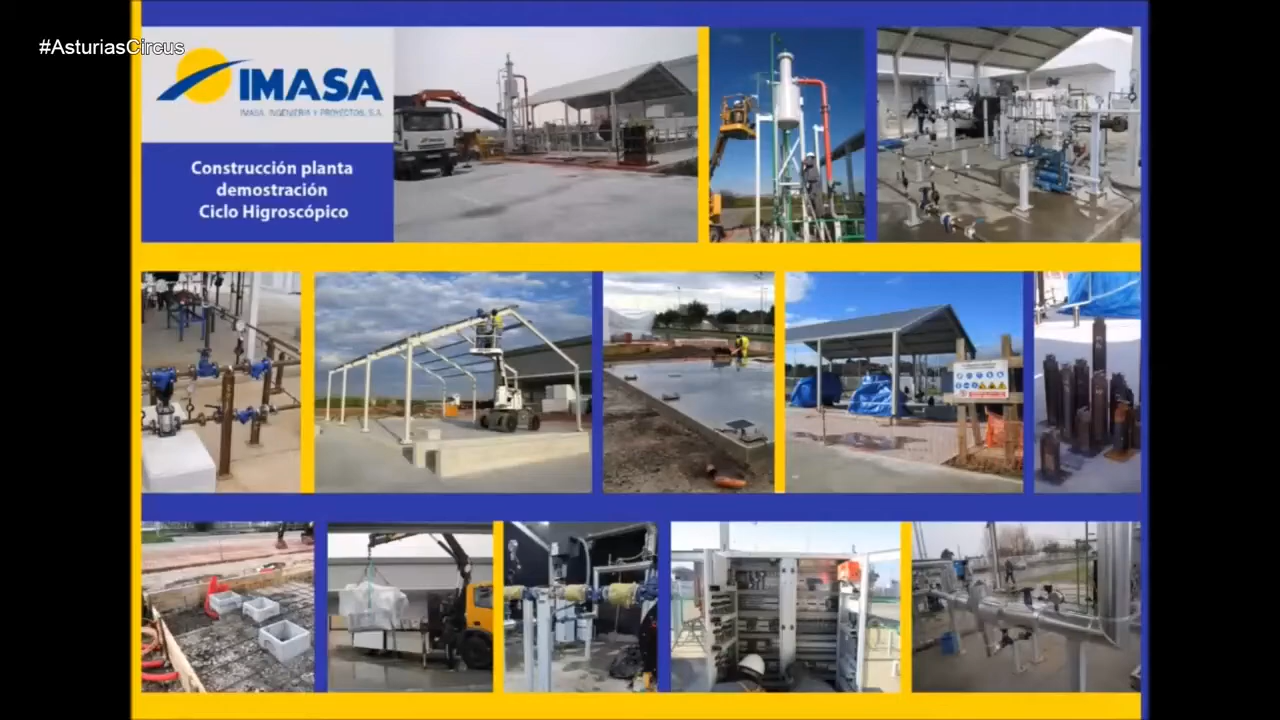 #AsturiasCircus
IMASA
IMASA, INGENIERÍA Y PROYECTOS, S.A.
Construcción planta
demostración
Ciclo Higroscópico